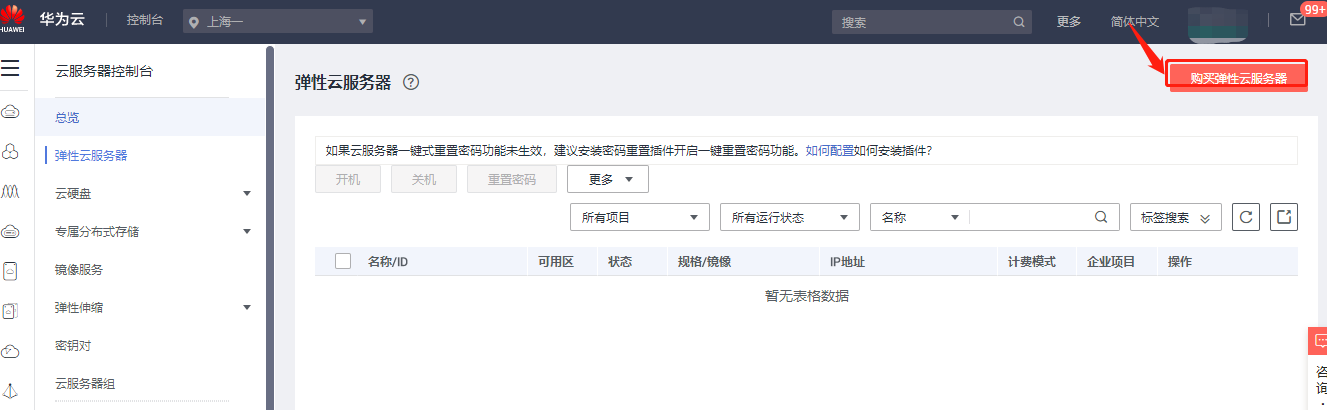 HUAWEI
华为云 控制台 上海一 搜索 更多 简体中文 99+
云服务器控制台
总览
弹性云服务器
云硬盘
专属分布式存储
镜像服务
弹性伸缩
密钥对
云服务器组
弹性云服务器 ? 购买弹性云服务器
如果云服务器一键式重置密码功能未生效，建议安装密码重置插件开启一键重置密码功能。如何配置如何安装插件?
开机 关机 重置密码 更多
所有项目 所有运行状态 名称 标签搜索
名称/ID 可用区 状态 规格/镜像 IP地址 计费模式 企业项目 操作
暂无表格数据
咨
询